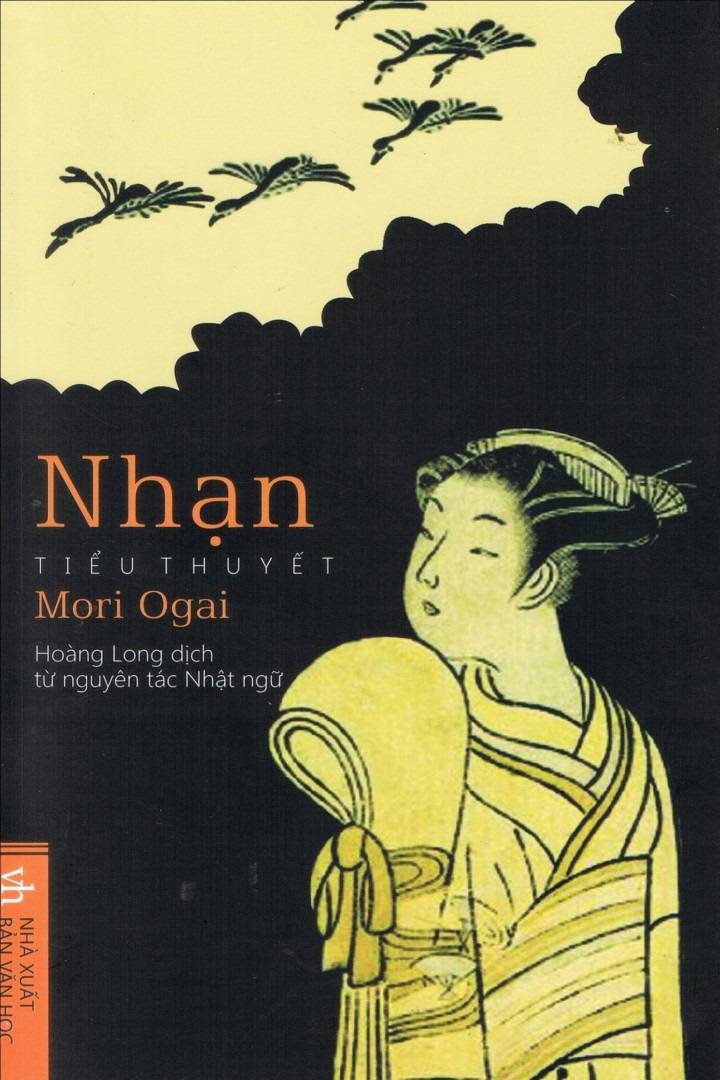 Nhạn
TIỂU THUYẾT
Mori Ogai
Hoàng Long dịch
từ nguyên tác Nhật ngữ
vh
NHÀ XUẤT
BẢN VĂN HỌC